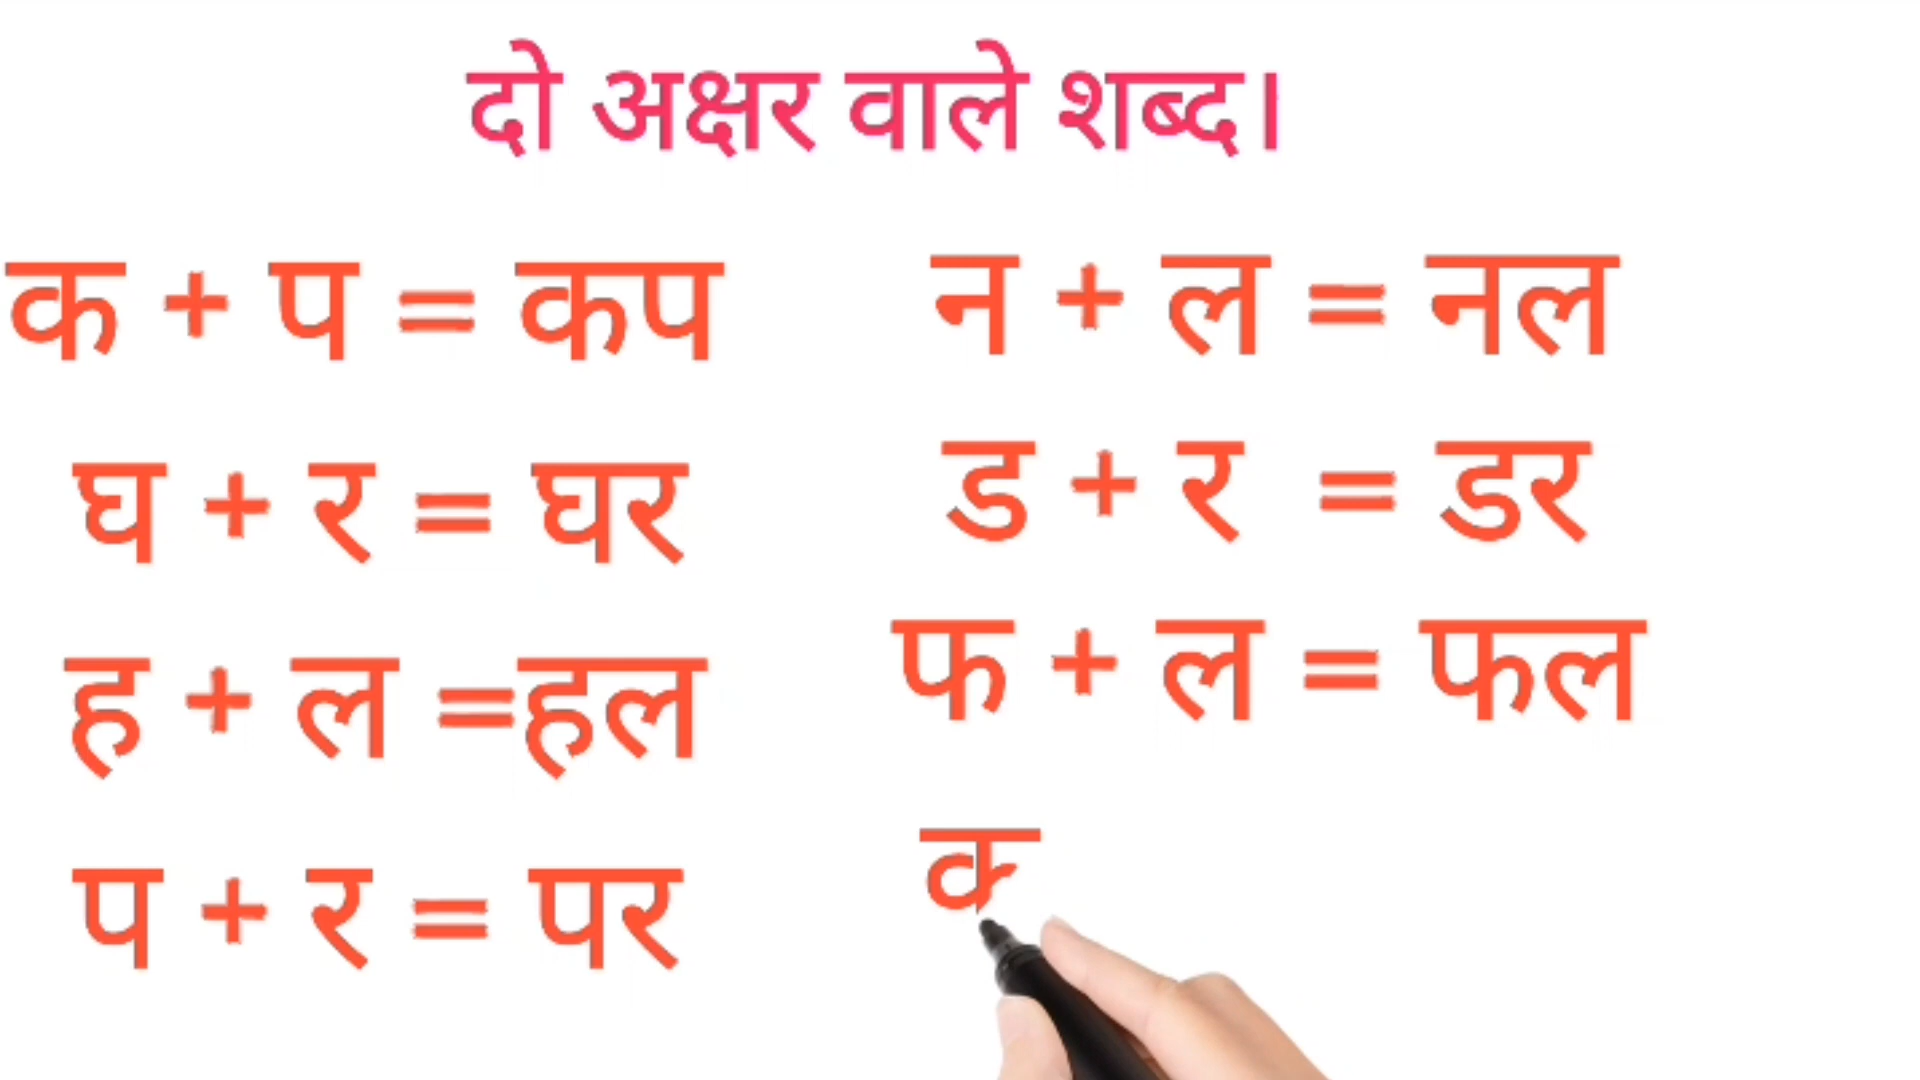 दो अक्षर वाले शब्द।
क + प = कप
घ + र = घर
ह + ल =हल
प + र = पर
न + ल = नल
ड + र = डर
फ + ल = फल
क